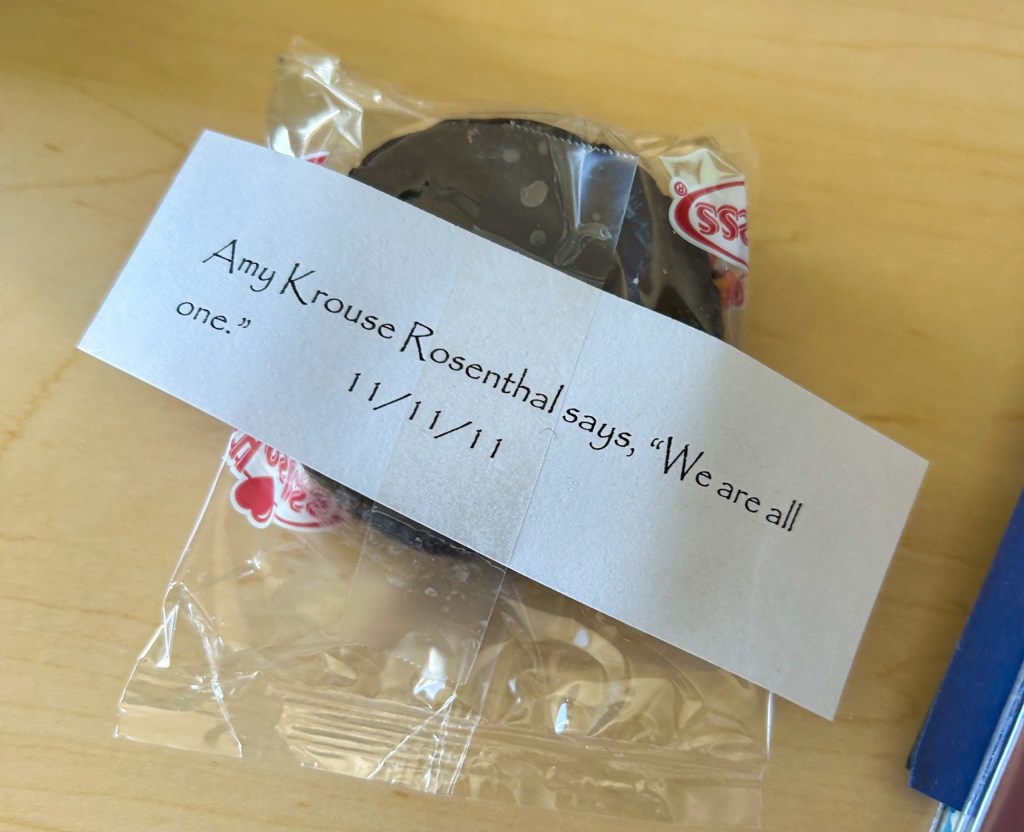 Amy Krouse Rosenthal says, “We are all
one.”
11/11/11